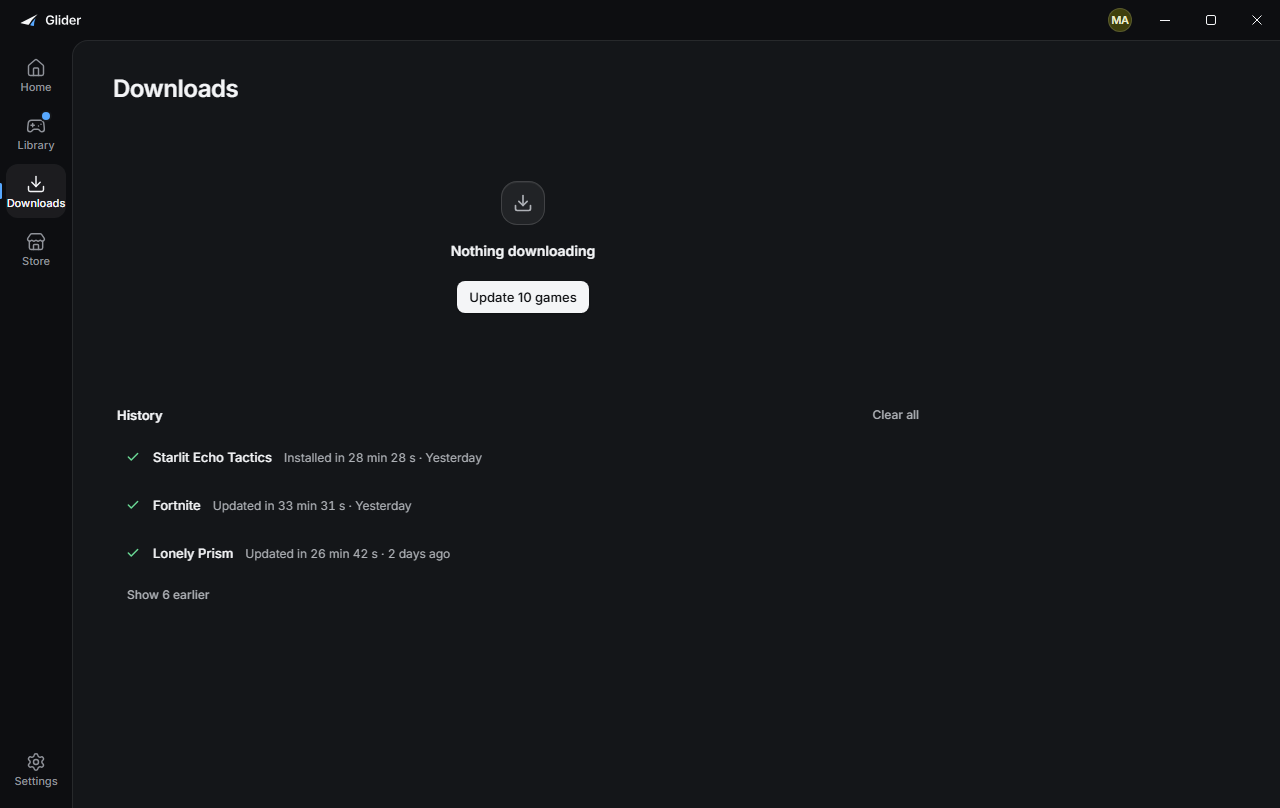 Glider
MA
Home
Library
Downloads
Store
Settings
Downloads
Nothing downloading
Update 10 games
History
Clear all
Starlit Echo Tactics Installed in 28 min 28 s · Yesterday
Fortnite Updated in 33 min 31 s · Yesterday
Lonely Prism Updated in 26 min 42 s · 2 days ago
Show 6 earlier